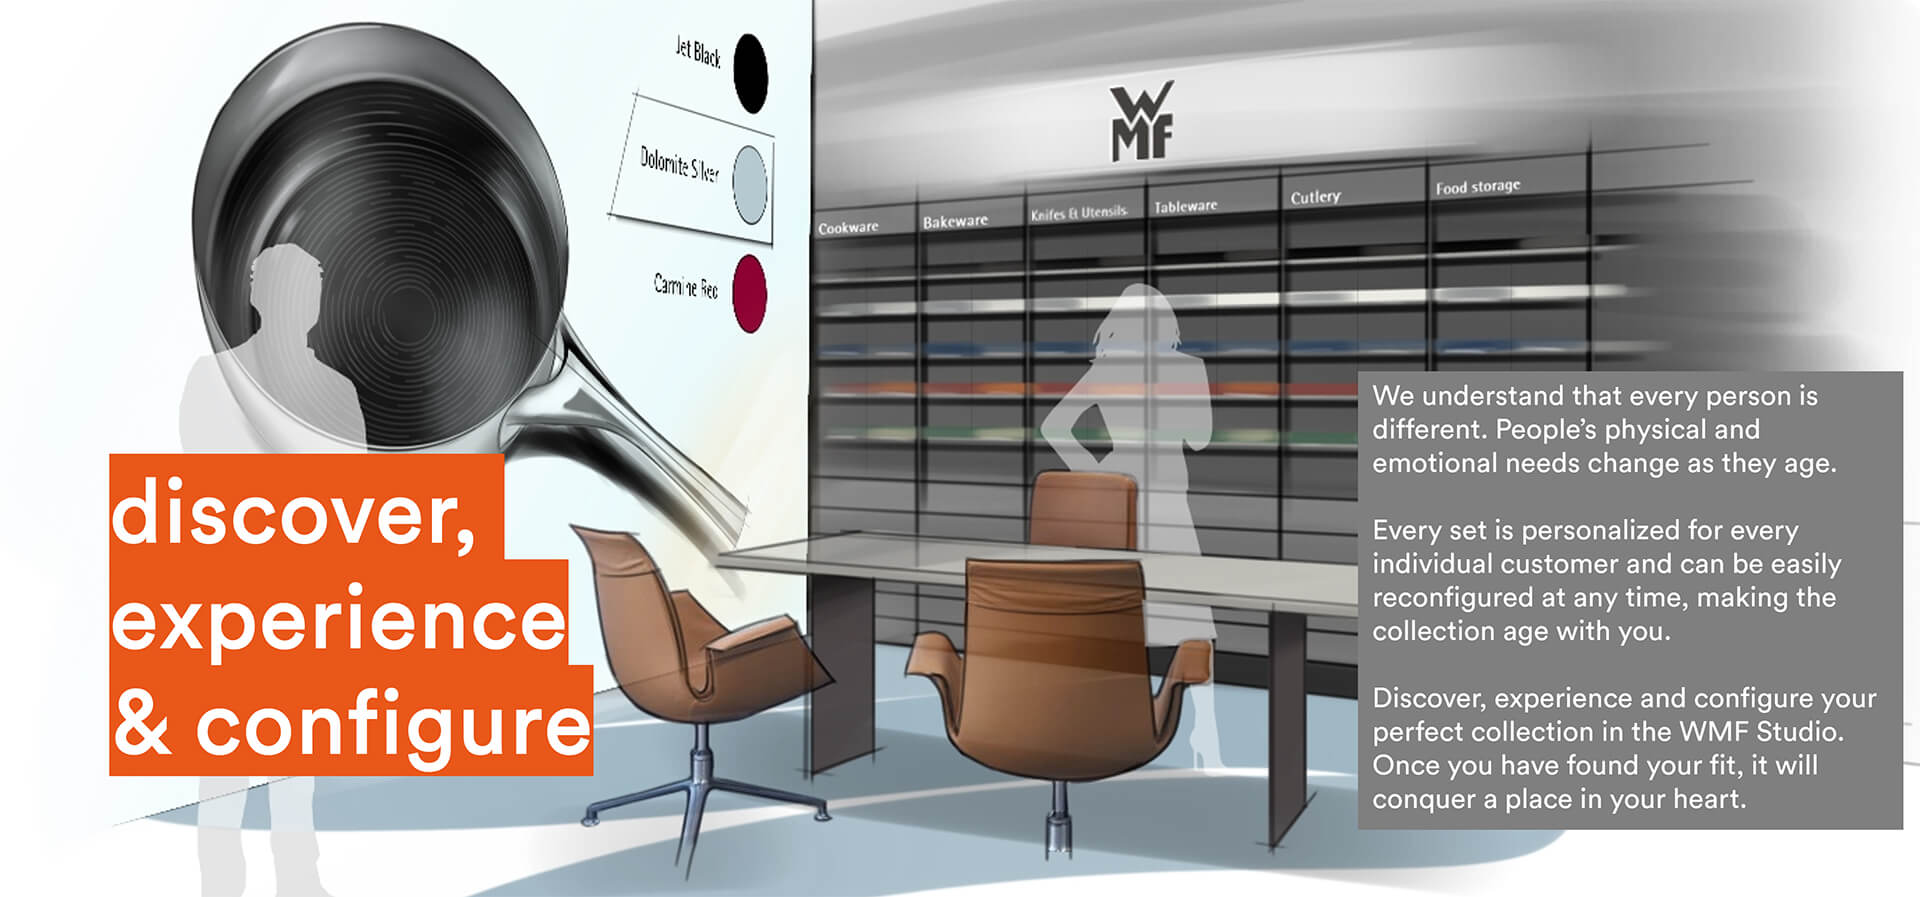 Jet Black
Dolomite Silver
Carmine Red
WMF
Cookware
Bakeware
Knifes & Utensils
Tableware
Cutlery
Food storage
discover,
experience
& configure
We understand that every person is
different. People’s physical and
emotional needs change as they age.
Every set is personalized for every
individual customer and can be easily
reconfigured at any time, making the
collection age with you.
Discover, experience and configure your
perfect collection in the WMF Studio.
Once you have found your fit, it will
conquer a place in your heart.